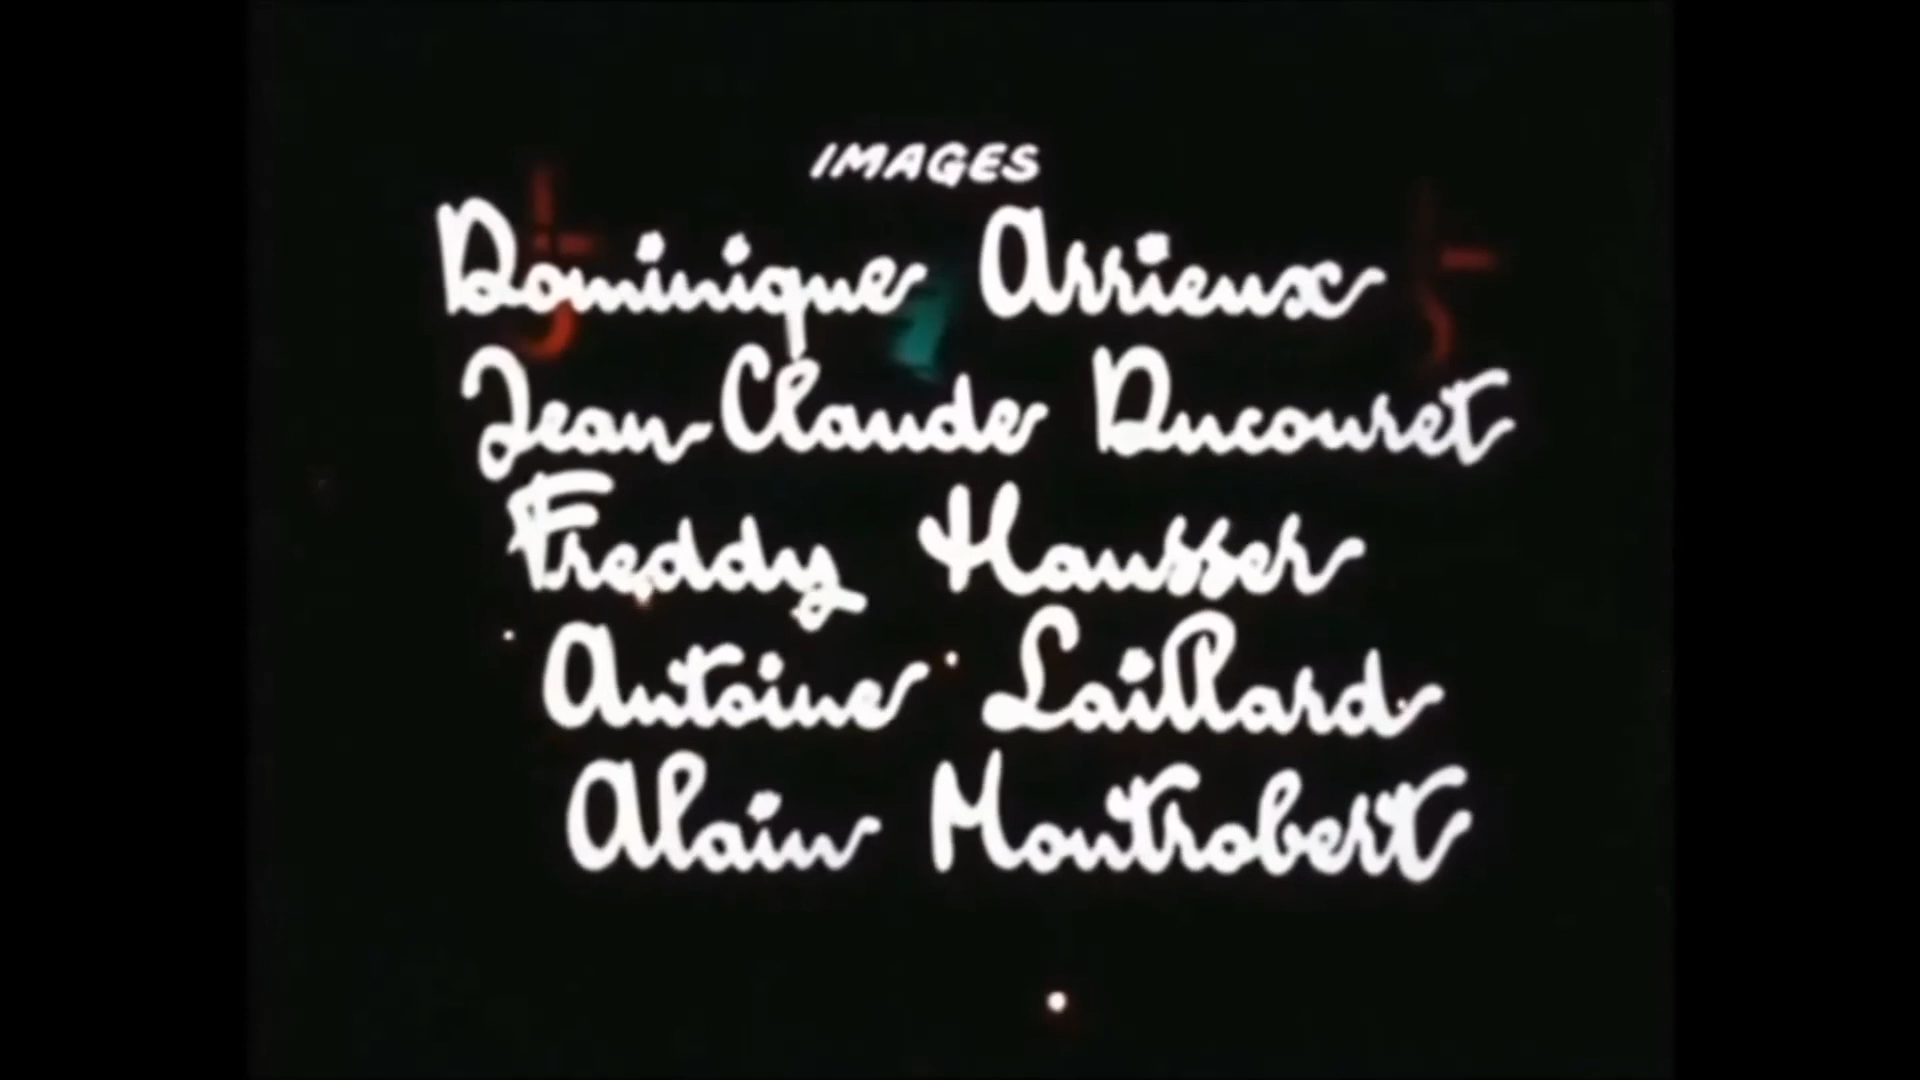 IMAGES
Dominique Arrieux
Jean-Claude Ducouret
Freddy Hausser
Antoine Laillard
Alain Montrobert